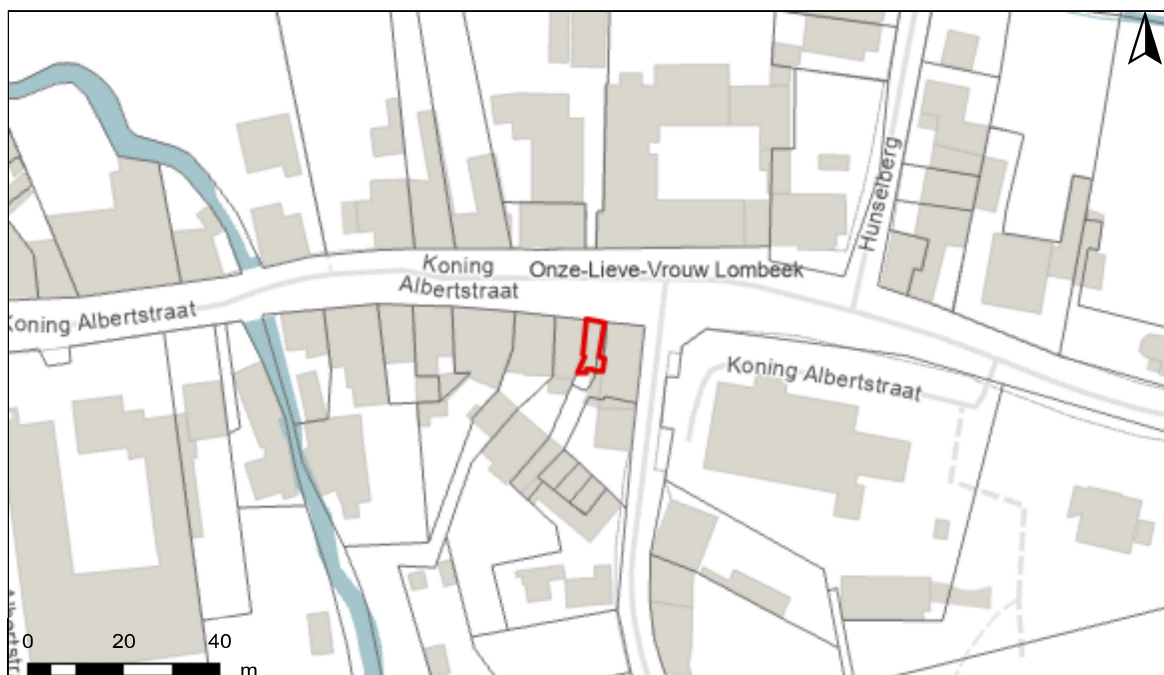 Hunselberg
Koning
Albertstraat
Onze-Lieve-Vrouw Lombeek
Koning Albertstraat
Koning Albertstraat
0 20 40
m